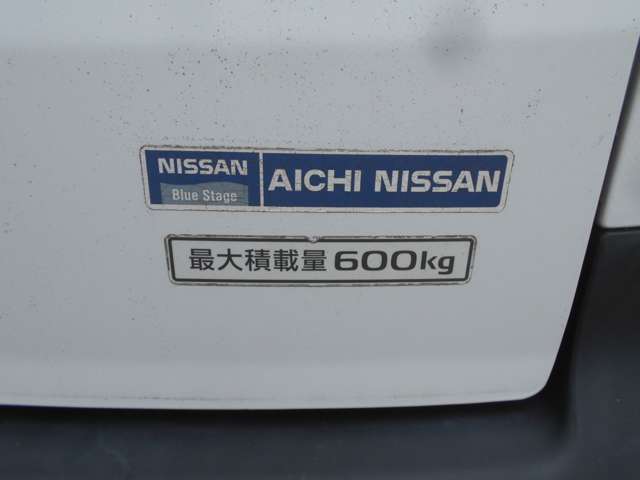 NISSAN
Blue Stage
AICHI NISSAN
最大積載量 600kg